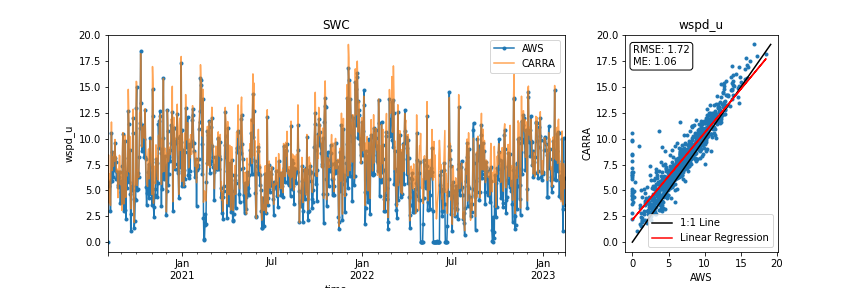 SWC
20.0
17.5
15.0
12.5
10.0
7.5
5.0
2.5
0.0
wspd_u
AWS
CARRA
Jan
2021
Jul
Jan
2022
Jul
Jan
2023
time
wspd_u
20.0
17.5
15.0
12.5
10.0
7.5
5.0
2.5
0.0
CARRA
RMSE: 1.72
ME: 1.06
1:1 Line
Linear Regression
0
5
10
15
20
AWS